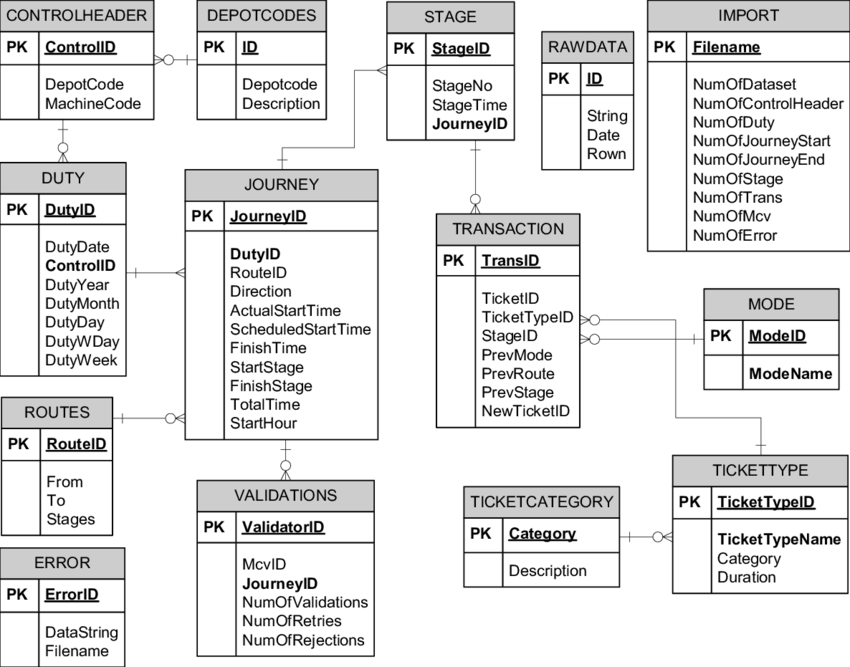 CONTROLHEADER
PK ControlID
DepotCode
MachineCode
DEPOTCODES
PK ID
Depotcode
Description
STAGE
PK StageID
StageNo
StageTime
JourneyID
RAWDATA
PK ID
String
Date
Rown
IMPORT
PK Filename
NumOfDataset
NumOfControlHeader
NumOfDuty
NumOfJourneyStart
NumOfJourneyEnd
NumOfStage
NumOfTrans
NumOfMcv
NumOfError
DUTY
PK DutyID
DutyDate
ControlID
DutyYear
DutyMonth
DutyDay
DutyWDay
DutyWeek
JOURNEY
PK JourneyID
DutyID
RouteID
Direction
ActualStartTime
ScheduledStartTime
FinishTime
StartStage
FinishStage
TotalTime
StartHour
TRANSACTION
PK TransID
TicketID
TicketTypeID
StageID
PrevMode
PrevRoute
PrevStage
NewTicketID
MODE
PK ModeID
ModeName
ROUTES
PK RouteID
From
To
Stages
VALIDATIONS
PK ValidatorID
McvID
JourneyID
NumOfValidations
NumOfRetries
NumOfRejections
TICKETCATEGORY
PK Category
Description
TICKETTYPE
PK TicketTypeID
TicketTypeName
Category
Duration
ERROR
PK ErrorID
DataString
Filename